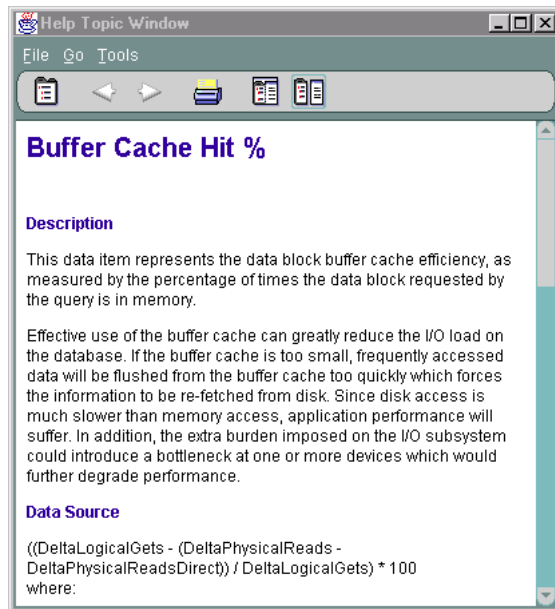 Help Topic Window
File Go Tools
Buffer Cache Hit %
Description
This data item represents the data block buffer cache efficiency, as
measured by the percentage of times the data block requested by
the query is in memory.
Effective use of the buffer cache can greatly reduce the I/O load on
the database. If the buffer cache is too small, frequently accessed
data will be flushed from the buffer cache too quickly which forces
the information to be re-fetched from disk. Since disk access is
much slower than memory access, application performance will
suffer. In addition, the extra burden imposed on the I/O subsystem
could introduce a bottleneck at one or more devices which would
further degrade performance.
Data Source
((DeltaLogicalGets - (DeltaPhysicalReads -
DeltaPhysicalReadsDirect)) / DeltaLogicalGets) * 100
where: